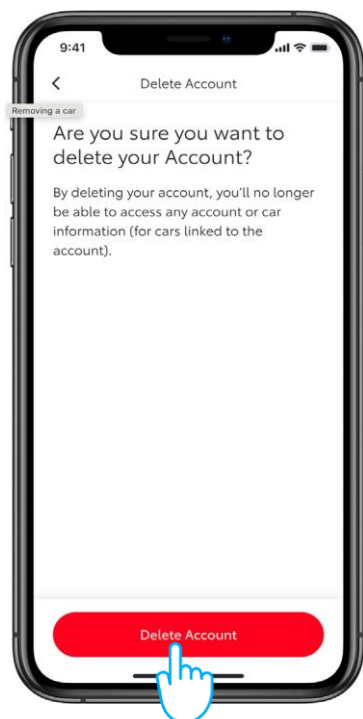 9:41
Delete Account
Removing a car
Are you sure you want to
delete your Account?
By deleting your account, you'll no longer
be able to access any account or car
information (for cars linked to the
account).
Delete Account